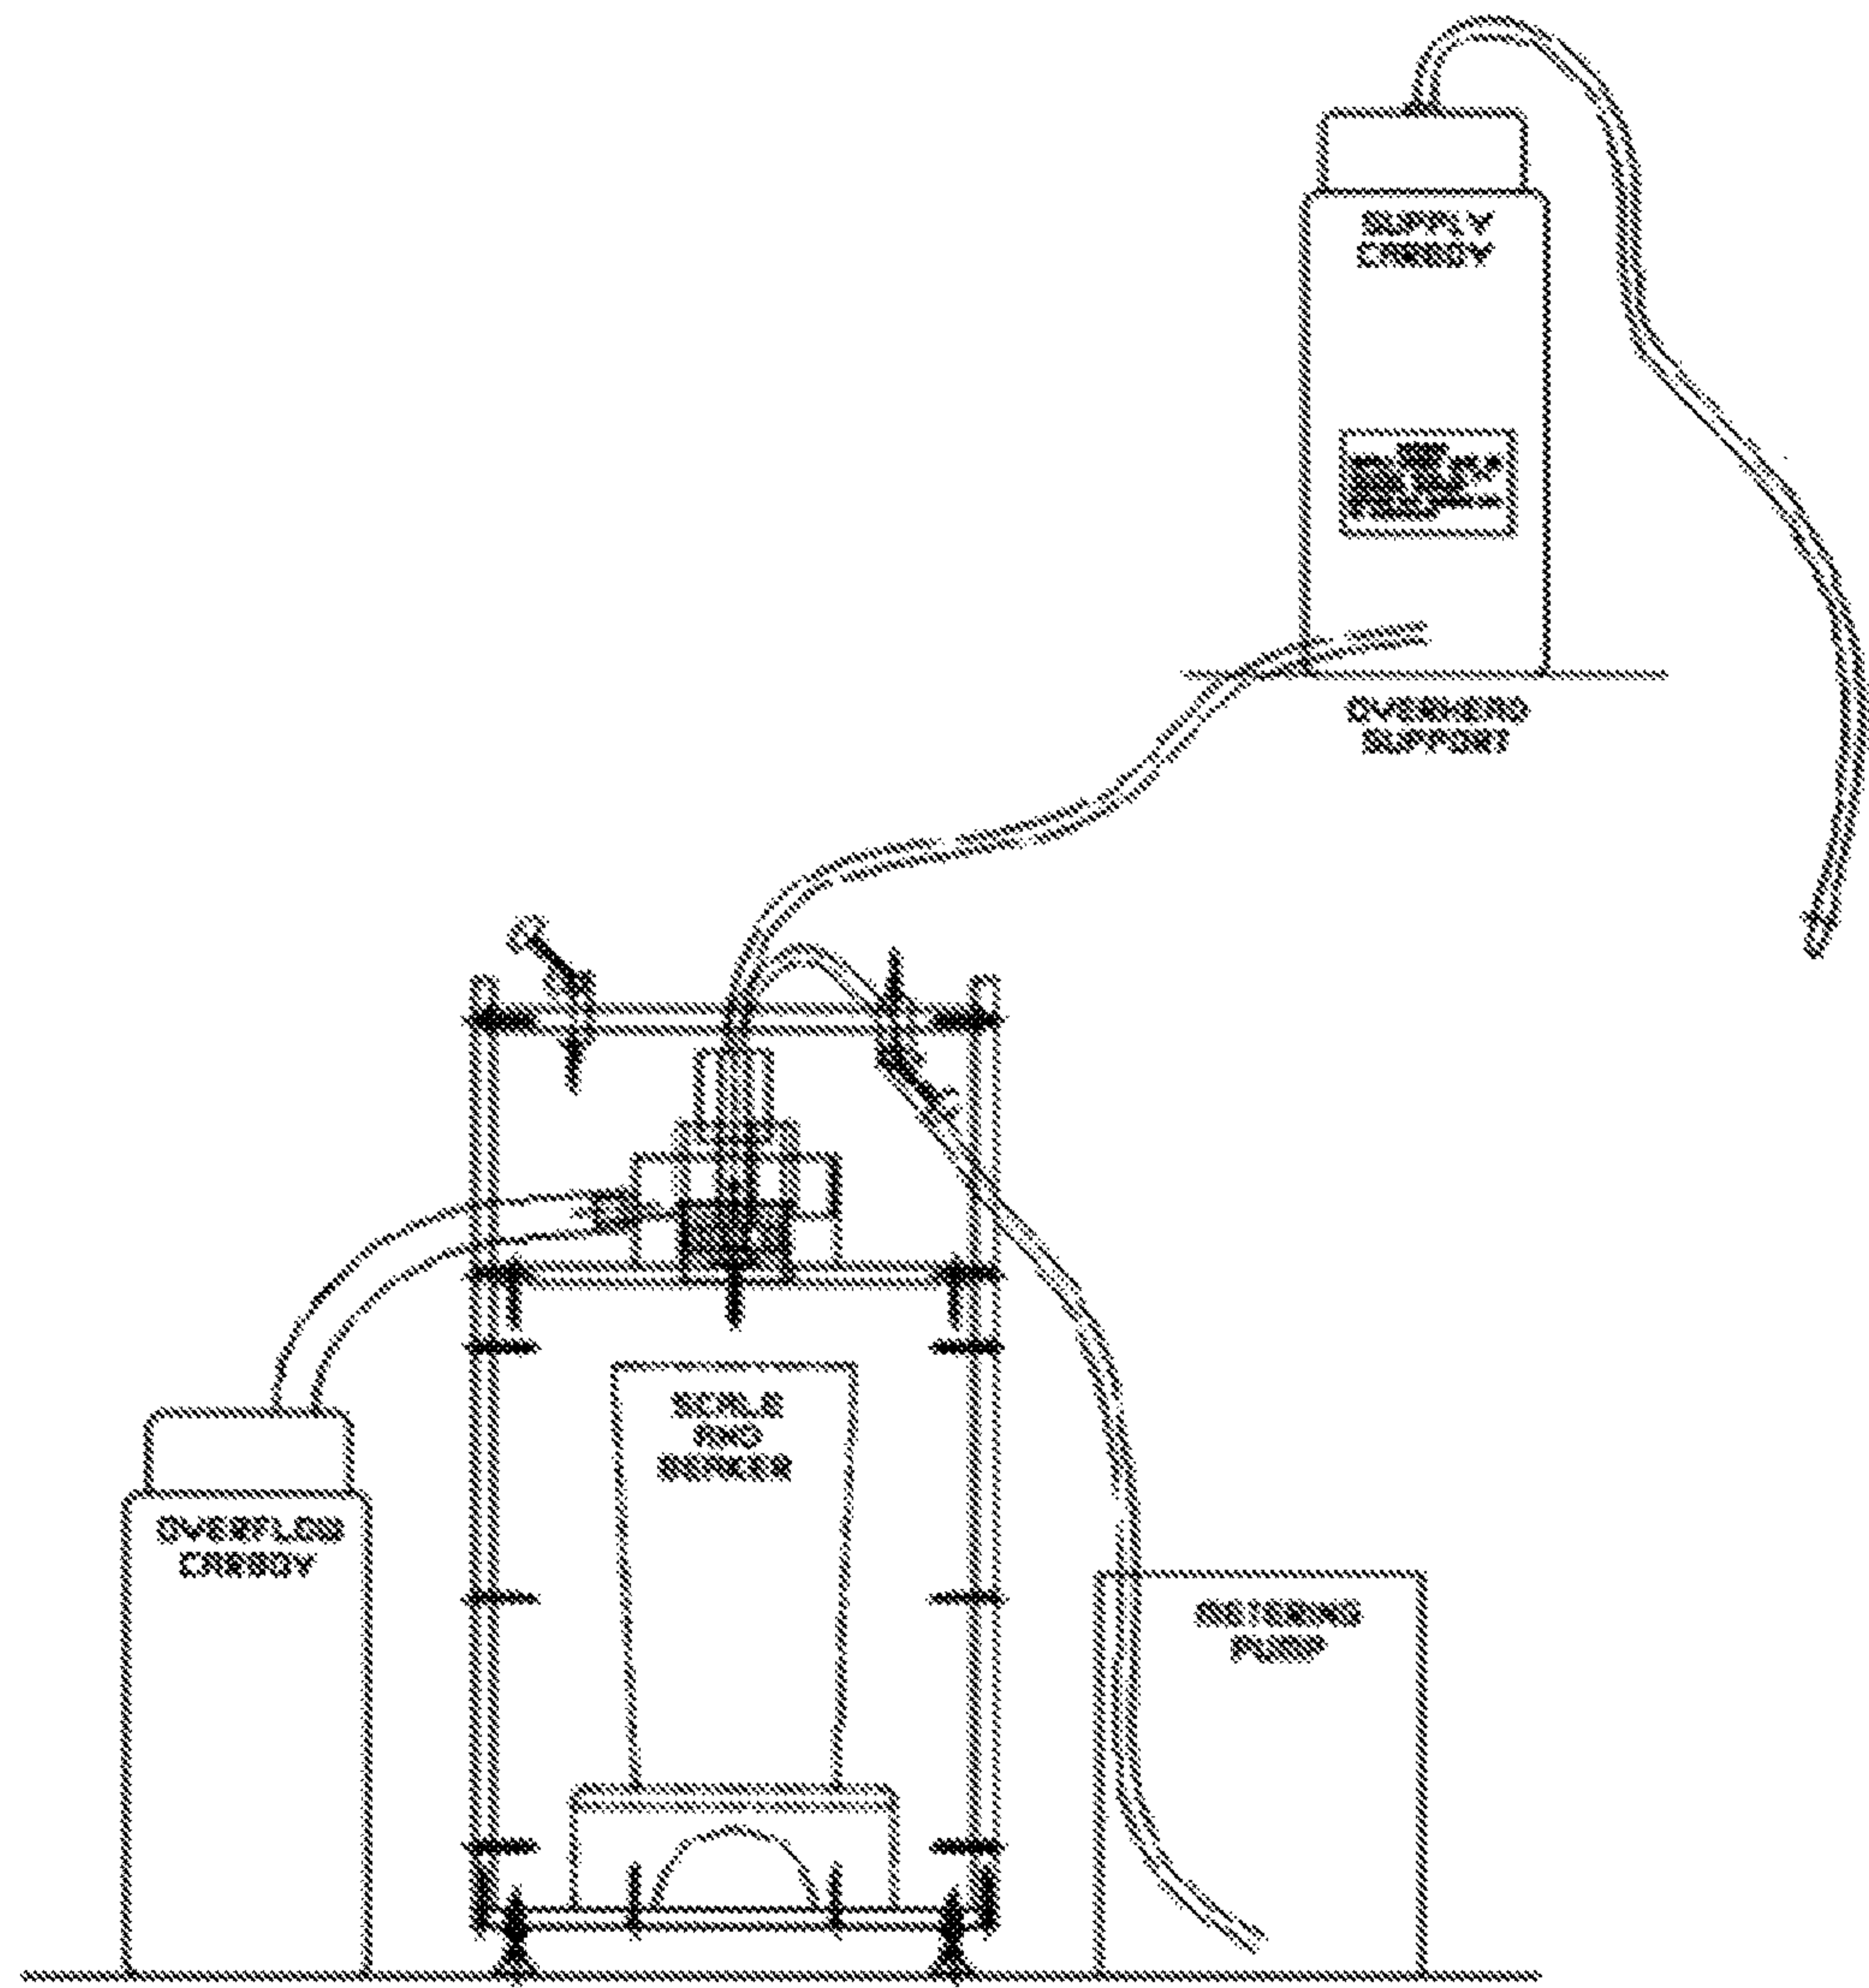 SUPPLY
CARBOY
OVERHEAD
SUPPORT
SCALE
AND
BEAKER
OVERFLOW
CARBOY
METERING
PUMP